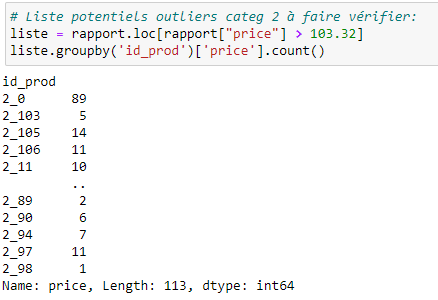 # Liste potentiels outliers categ 2 à faire vérifier:
liste = rapport.loc[rapport["price"] > 103.32]
liste.groupby('id_prod')['price'].count()
id_prod
2_0      89
2_103     5
2_105    14
2_106    11
2_11     10
         ..
2_89      2
2_90      6
2_94      7
2_97     11
2_98      1
Name: price, Length: 113, dtype: int64